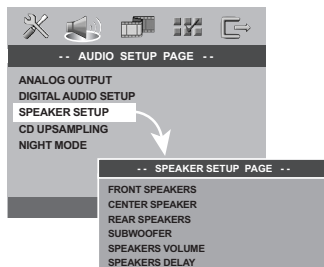 -- AUDIO SETUP PAGE --
ANALOG OUTPUT
DIGITAL AUDIO SETUP
SPEAKER SETUP
CD UPSAMPLING
NIGHT MODE
-- SPEAKER SETUP PAGE --
FRONT SPEAKERS
CENTER SPEAKER
REAR SPEAKERS
SUBWOOFER
SPEAKERS VOLUME
SPEAKERS DELAY